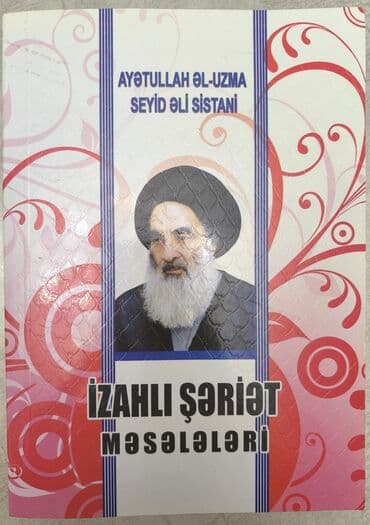 AYƏTULLAH ƏL-UZMA
SEYİD ƏLİ SİSTANİ
İZAHLI ŞƏRİƏT
MƏSƏLƏLƏRİ